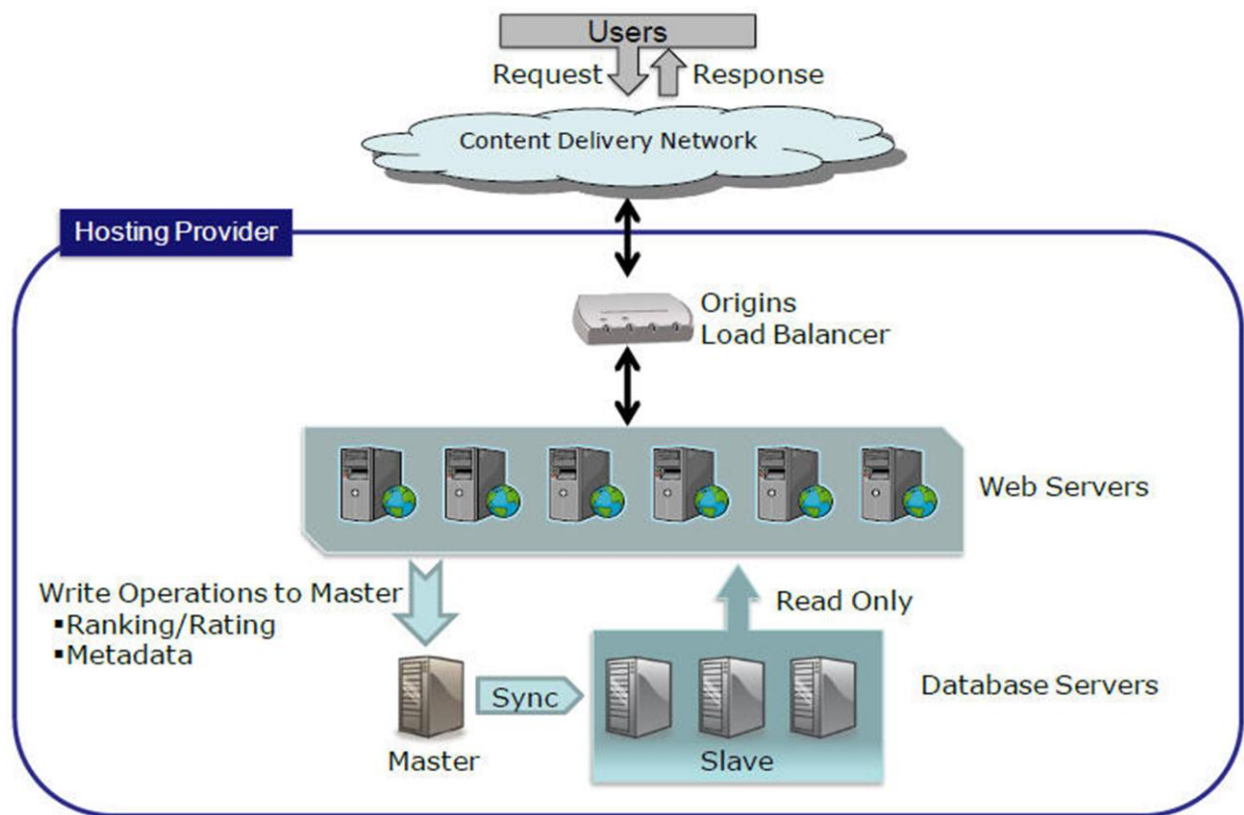 Users
Request
Response
Content Delivery Network
Hosting Provider
Origins
Load Balancer
Web Servers
Write Operations to Master
▪Ranking/Rating
▪Metadata
Read Only
Sync
Database Servers
Master
Slave